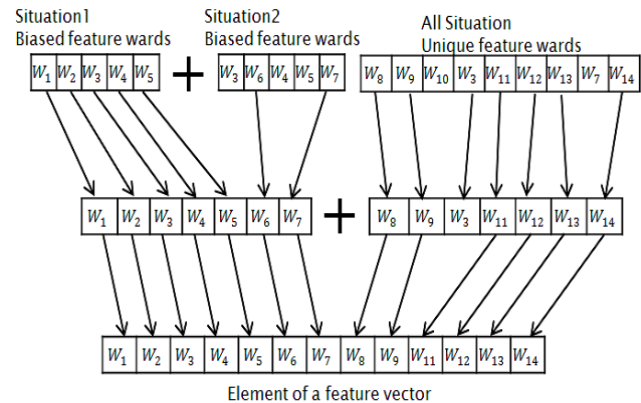 Situation1
Biased feature wards
Situation2
Biased feature wards
All Situation
Unique feature wards
W₁ W₂ W₃ W₄ W₅ + W₃ W₆ W₄ W₅ W₇ W₈ W₉ W₁₀ W₃ W₁₁ W₁₂ W₁₃ W₇ W₁₄
W₁ W₂ W₃ W₄ W₅ W₆ W₇ + W₈ W₉ W₃ W₁₁ W₁₂ W₁₃ W₁₄
W₁ W₂ W₃ W₄ W₅ W₆ W₇ W₈ W₉ W₁₁ W₁₂ W₁₃ W₁₄
Element of a feature vector